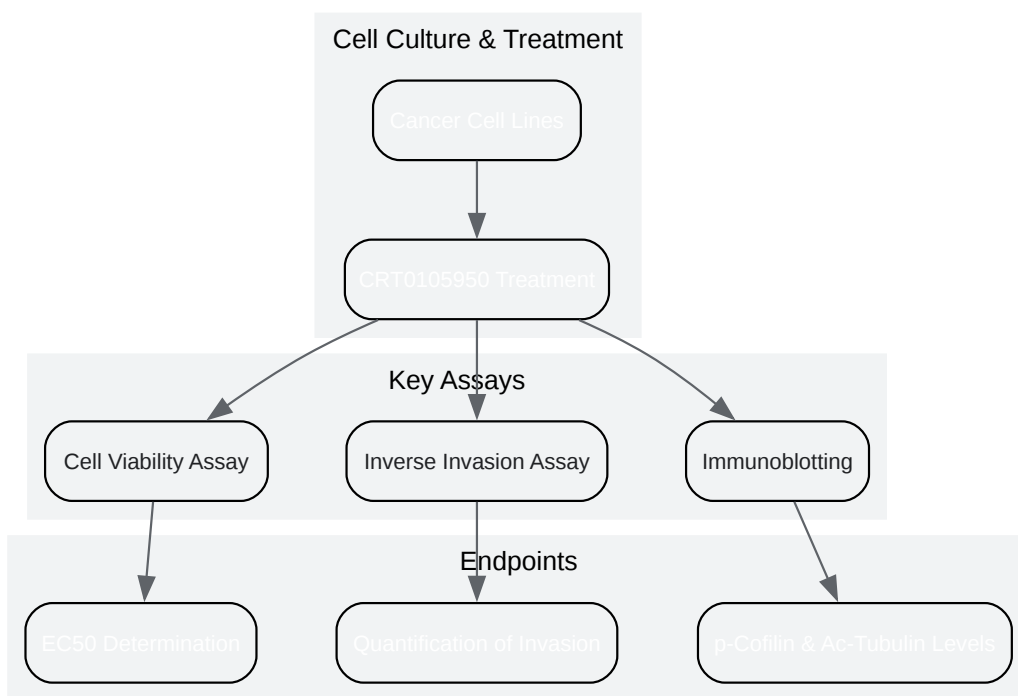 Cell Culture & Treatment
Cancer Cell Lines
CRT0105950 Treatment
Key Assays
Cell Viability Assay
Inverse Invasion Assay
Immunoblotting
Endpoints
EC50 Determination
Quantification of Invasion
p-Cofilin & Ac-Tubulin Levels